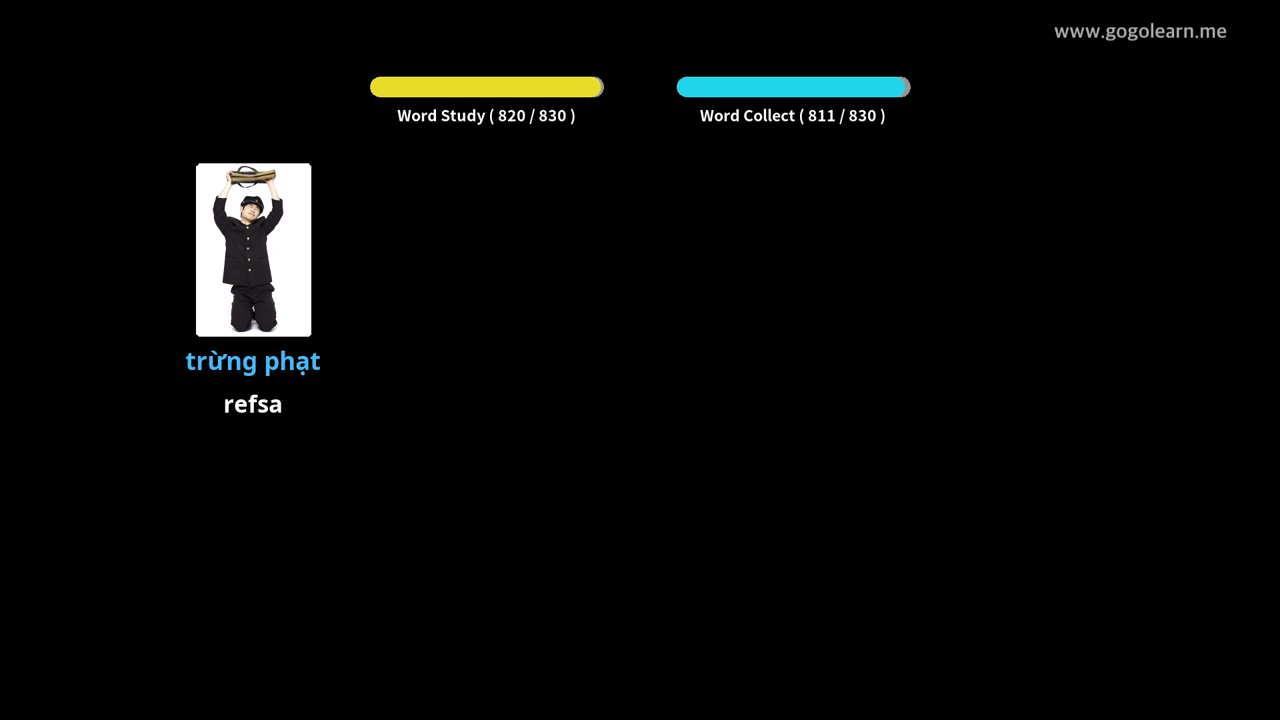 www.gogolearn.me
Word Study ( 820 / 830 )
Word Collect ( 811 / 830 )
trừng phạt
refsa